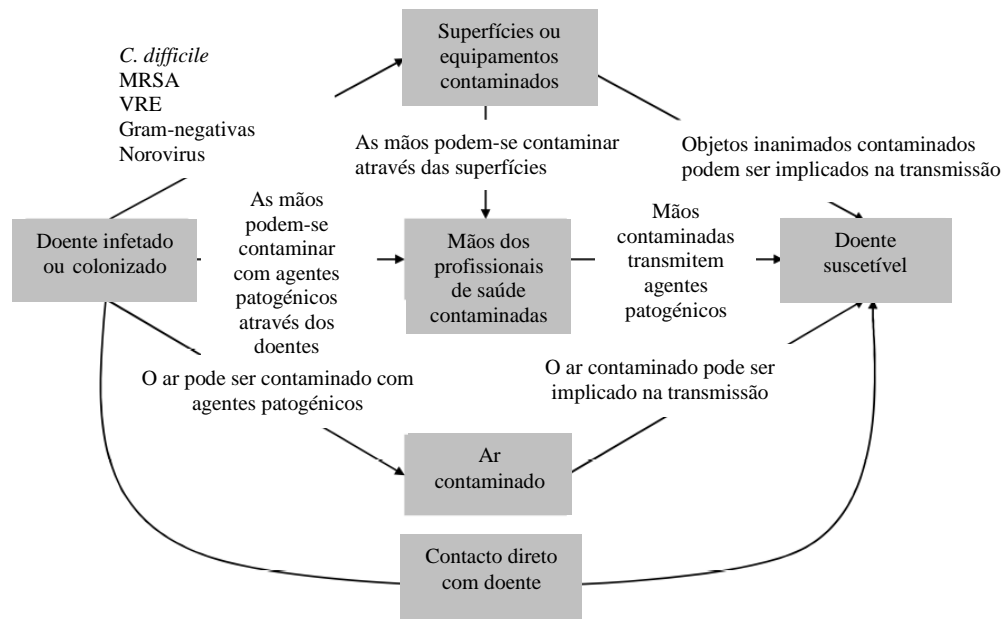 Superfícies ou
equipamentos
contaminados
C. difficile
MRSA
VRE
Gram-negativas
Norovirus
As mãos podem-se contaminar
através das superfícies
Objetos inanimados contaminados
podem ser implicados na transmissão
Doente infetado
ou colonizado
As mãos
podem-se
contaminar
com agentes
patogénicos
através dos
doentes
Mãos dos
profissionais
de saúde
contaminadas
Mãos
contaminadas
transmitem
agentes
patogénicos
Doente
suscetível
O ar pode ser contaminado com
agentes patogénicos
O ar contaminado pode ser
implicado na transmissão
Ar
contaminado
Contacto direto
com doente